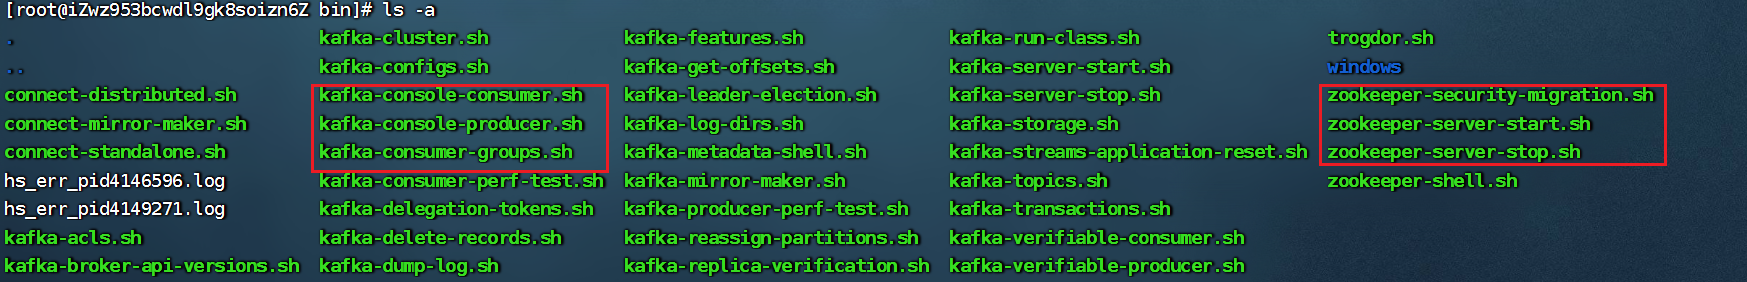 [root@iZwz953bcwdl9gk8soizn6Z bin]# ls -a
. kafka-cluster.sh kafka-features.sh kafka-run-class.sh trogdor.sh
.. kafka-configs.sh kafka-get-offsets.sh kafka-server-start.sh windows
connect-distributed.sh kafka-console-consumer.sh kafka-leader-election.sh kafka-server-stop.sh zookeeper-security-migration.sh
connect-mirror-maker.sh kafka-console-producer.sh kafka-log-dirs.sh kafka-storage.sh zookeeper-server-start.sh
connect-standalone.sh kafka-consumer-groups.sh kafka-metadata-shell.sh kafka-streams-application-reset.sh zookeeper-server-stop.sh
hs_err_pid4146596.log kafka-consumer-perf-test.sh kafka-mirror-maker.sh kafka-topics.sh zookeeper-shell.sh
hs_err_pid4149271.log kafka-delegation-tokens.sh kafka-producer-perf-test.sh kafka-transactions.sh
kafka-acls.sh kafka-delete-records.sh kafka-reassign-partitions.sh kafka-verifiable-consumer.sh
kafka-broker-api-versions.sh kafka-dump-log.sh kafka-replica-verification.sh kafka-verifiable-producer.sh